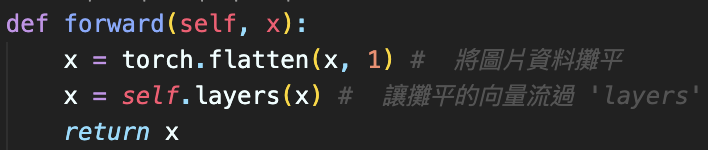 def forward(self, x):
    x = torch.flatten(x, 1) #  將圖片資料攤平
    x = self.layers(x) #  讓攤平的向量流過 'layers'
    return x